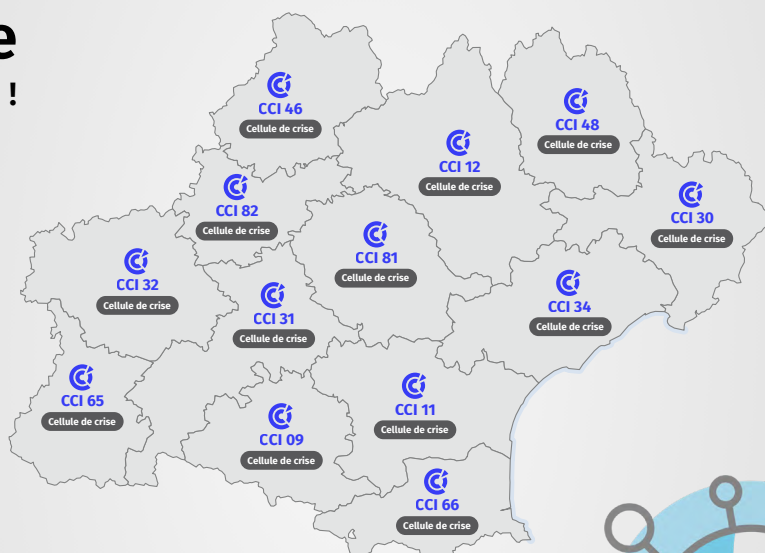 e
!
CCI 46
Cellule de crise
CCI 48
Cellule de crise
CCI 12
Cellule de crise
CCI 82
Cellule de crise
CCI 30
Cellule de crise
CCI 81
Cellule de crise
CCI 32
Cellule de crise
CCI 34
Cellule de crise
CCI 31
Cellule de crise
CCI 65
Cellule de crise
CCI 11
Cellule de crise
CCI 09
Cellule de crise
CCI 66
Cellule de crise